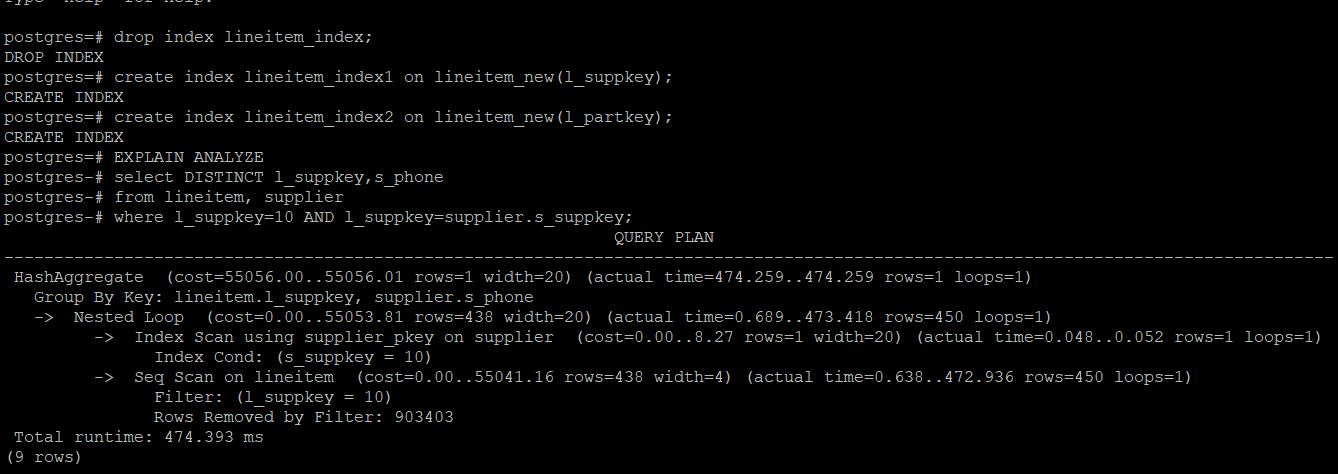 Type "help" for help.
postgres=# drop index lineitem_index;
DROP INDEX
postgres=# create index lineitem_index1 on lineitem_new(l_suppkey);
CREATE INDEX
postgres=# create index lineitem_index2 on lineitem_new(l_partkey);
CREATE INDEX
postgres=# EXPLAIN ANALYZE
postgres-# select DISTINCT l_suppkey,s_phone
postgres-# from lineitem, supplier
postgres-# where l_suppkey=10 AND l_suppkey=supplier.s_suppkey;
QUERY PLAN
-------------------------------------------------------------------------------------------------------------------------------------
HashAggregate  (cost=55056.00..55056.01 rows=1 width=20) (actual time=474.259..474.259 rows=1 loops=1)
Group By Key: lineitem.l_suppkey, supplier.s_phone
->  Nested Loop  (cost=0.00..55053.81 rows=438 width=20) (actual time=0.689..473.418 rows=450 loops=1)
->  Index Scan using supplier_pkey on supplier  (cost=0.00..8.27 rows=1 width=20) (actual time=0.048..0.052 rows=1 loops=1)
Index Cond: (s_suppkey = 10)
->  Seq Scan on lineitem  (cost=0.00..55041.16 rows=438 width=4) (actual time=0.638..472.936 rows=450 loops=1)
Filter: (l_suppkey = 10)
Rows Removed by Filter: 903403
Total runtime: 474.393 ms
(9 rows)